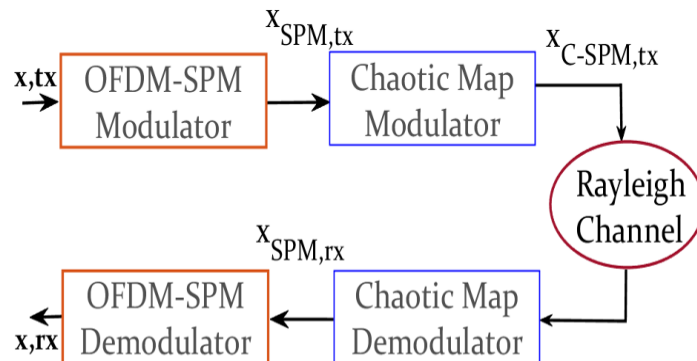 x,tx
OFDM-SPM
Modulator
x_SPM,tx
Chaotic Map
Modulator
x_C-SPM,tx
Rayleigh
Channel
x_SPM,rx
Chaotic Map
Demodulator
OFDM-SPM
Demodulator
x,rx